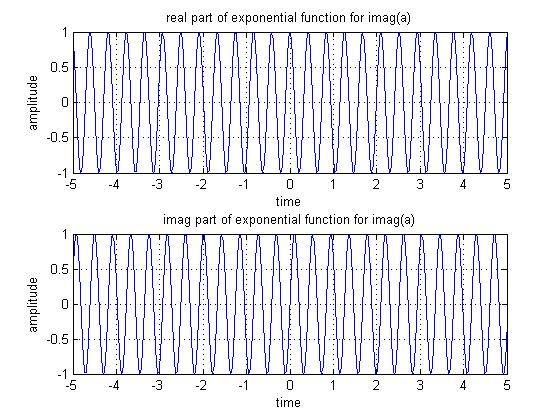 real part of exponential function for imag(a)
1
0.5
0
-0.5
-1
amplitude
-5 -4 -3 -2 -1 0 1 2 3 4 5
time
imag part of exponential function for imag(a)
1
0.5
0
-0.5
-1
amplitude
-5 -4 -3 -2 -1 0 1 2 3 4 5
time